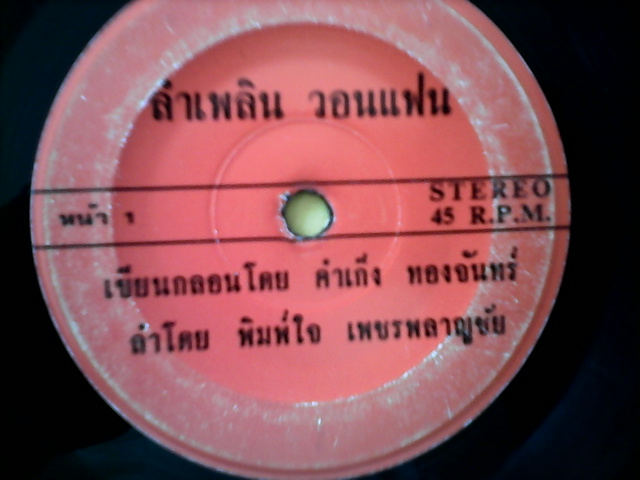 ลำเพลิน วอนแฟน
STEREO
หน้า 1
45 R.P.M.
เขียนกลอนโดย คำเกิ่ง ทองจันทร์
ลำโดย พิมพ์ใจ เพชรพลาญชัย